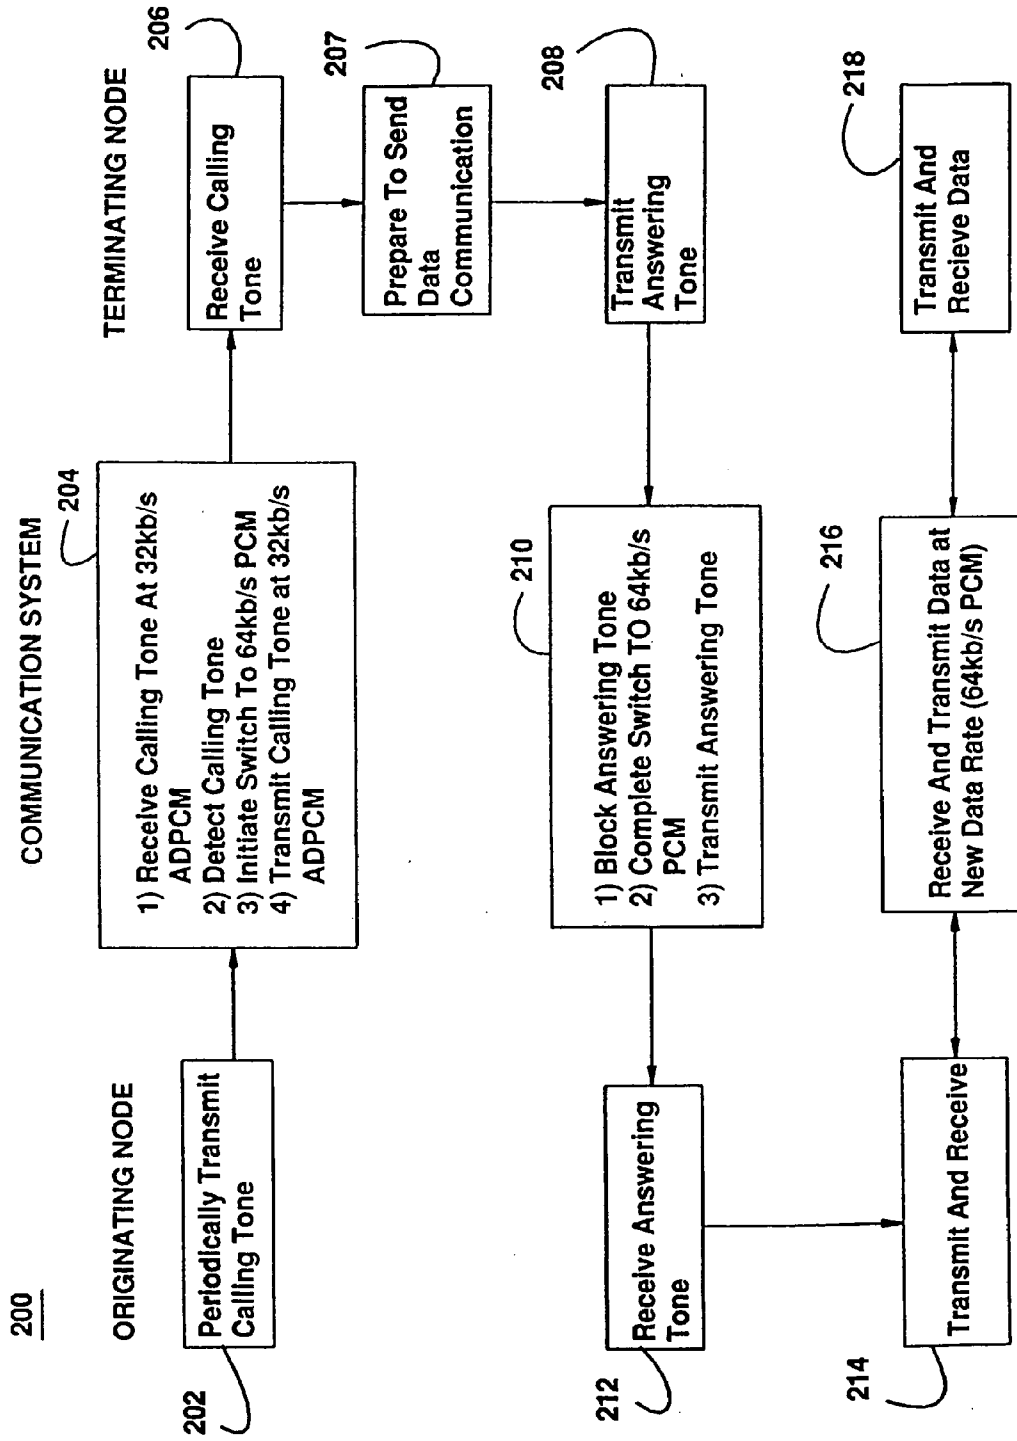 200
ORIGINATING NODE
COMMUNICATION SYSTEM
TERMINATING NODE
202
Periodically Transmit
Calling Tone
204
1) Receive Calling Tone At 32kb/s
ADPCM
2) Detect Calling Tone
3) Initiate Switch To 64kb/s PCM
4) Transmit Calling Tone at 32kb/s
ADPCM
206
Receive Calling
Tone
207
Prepare To Send
Data
Communication
208
Transmit
Answering
Tone
210
1) Block Answering Tone
2) Complete Switch TO 64kb/s
PCM
3) Transmit Answering Tone
212
Receive Answering
Tone
214
Transmit And Receive
216
Receive And Transmit Data at
New Data Rate (64kb/s PCM)
218
Transmit And
Recieve Data